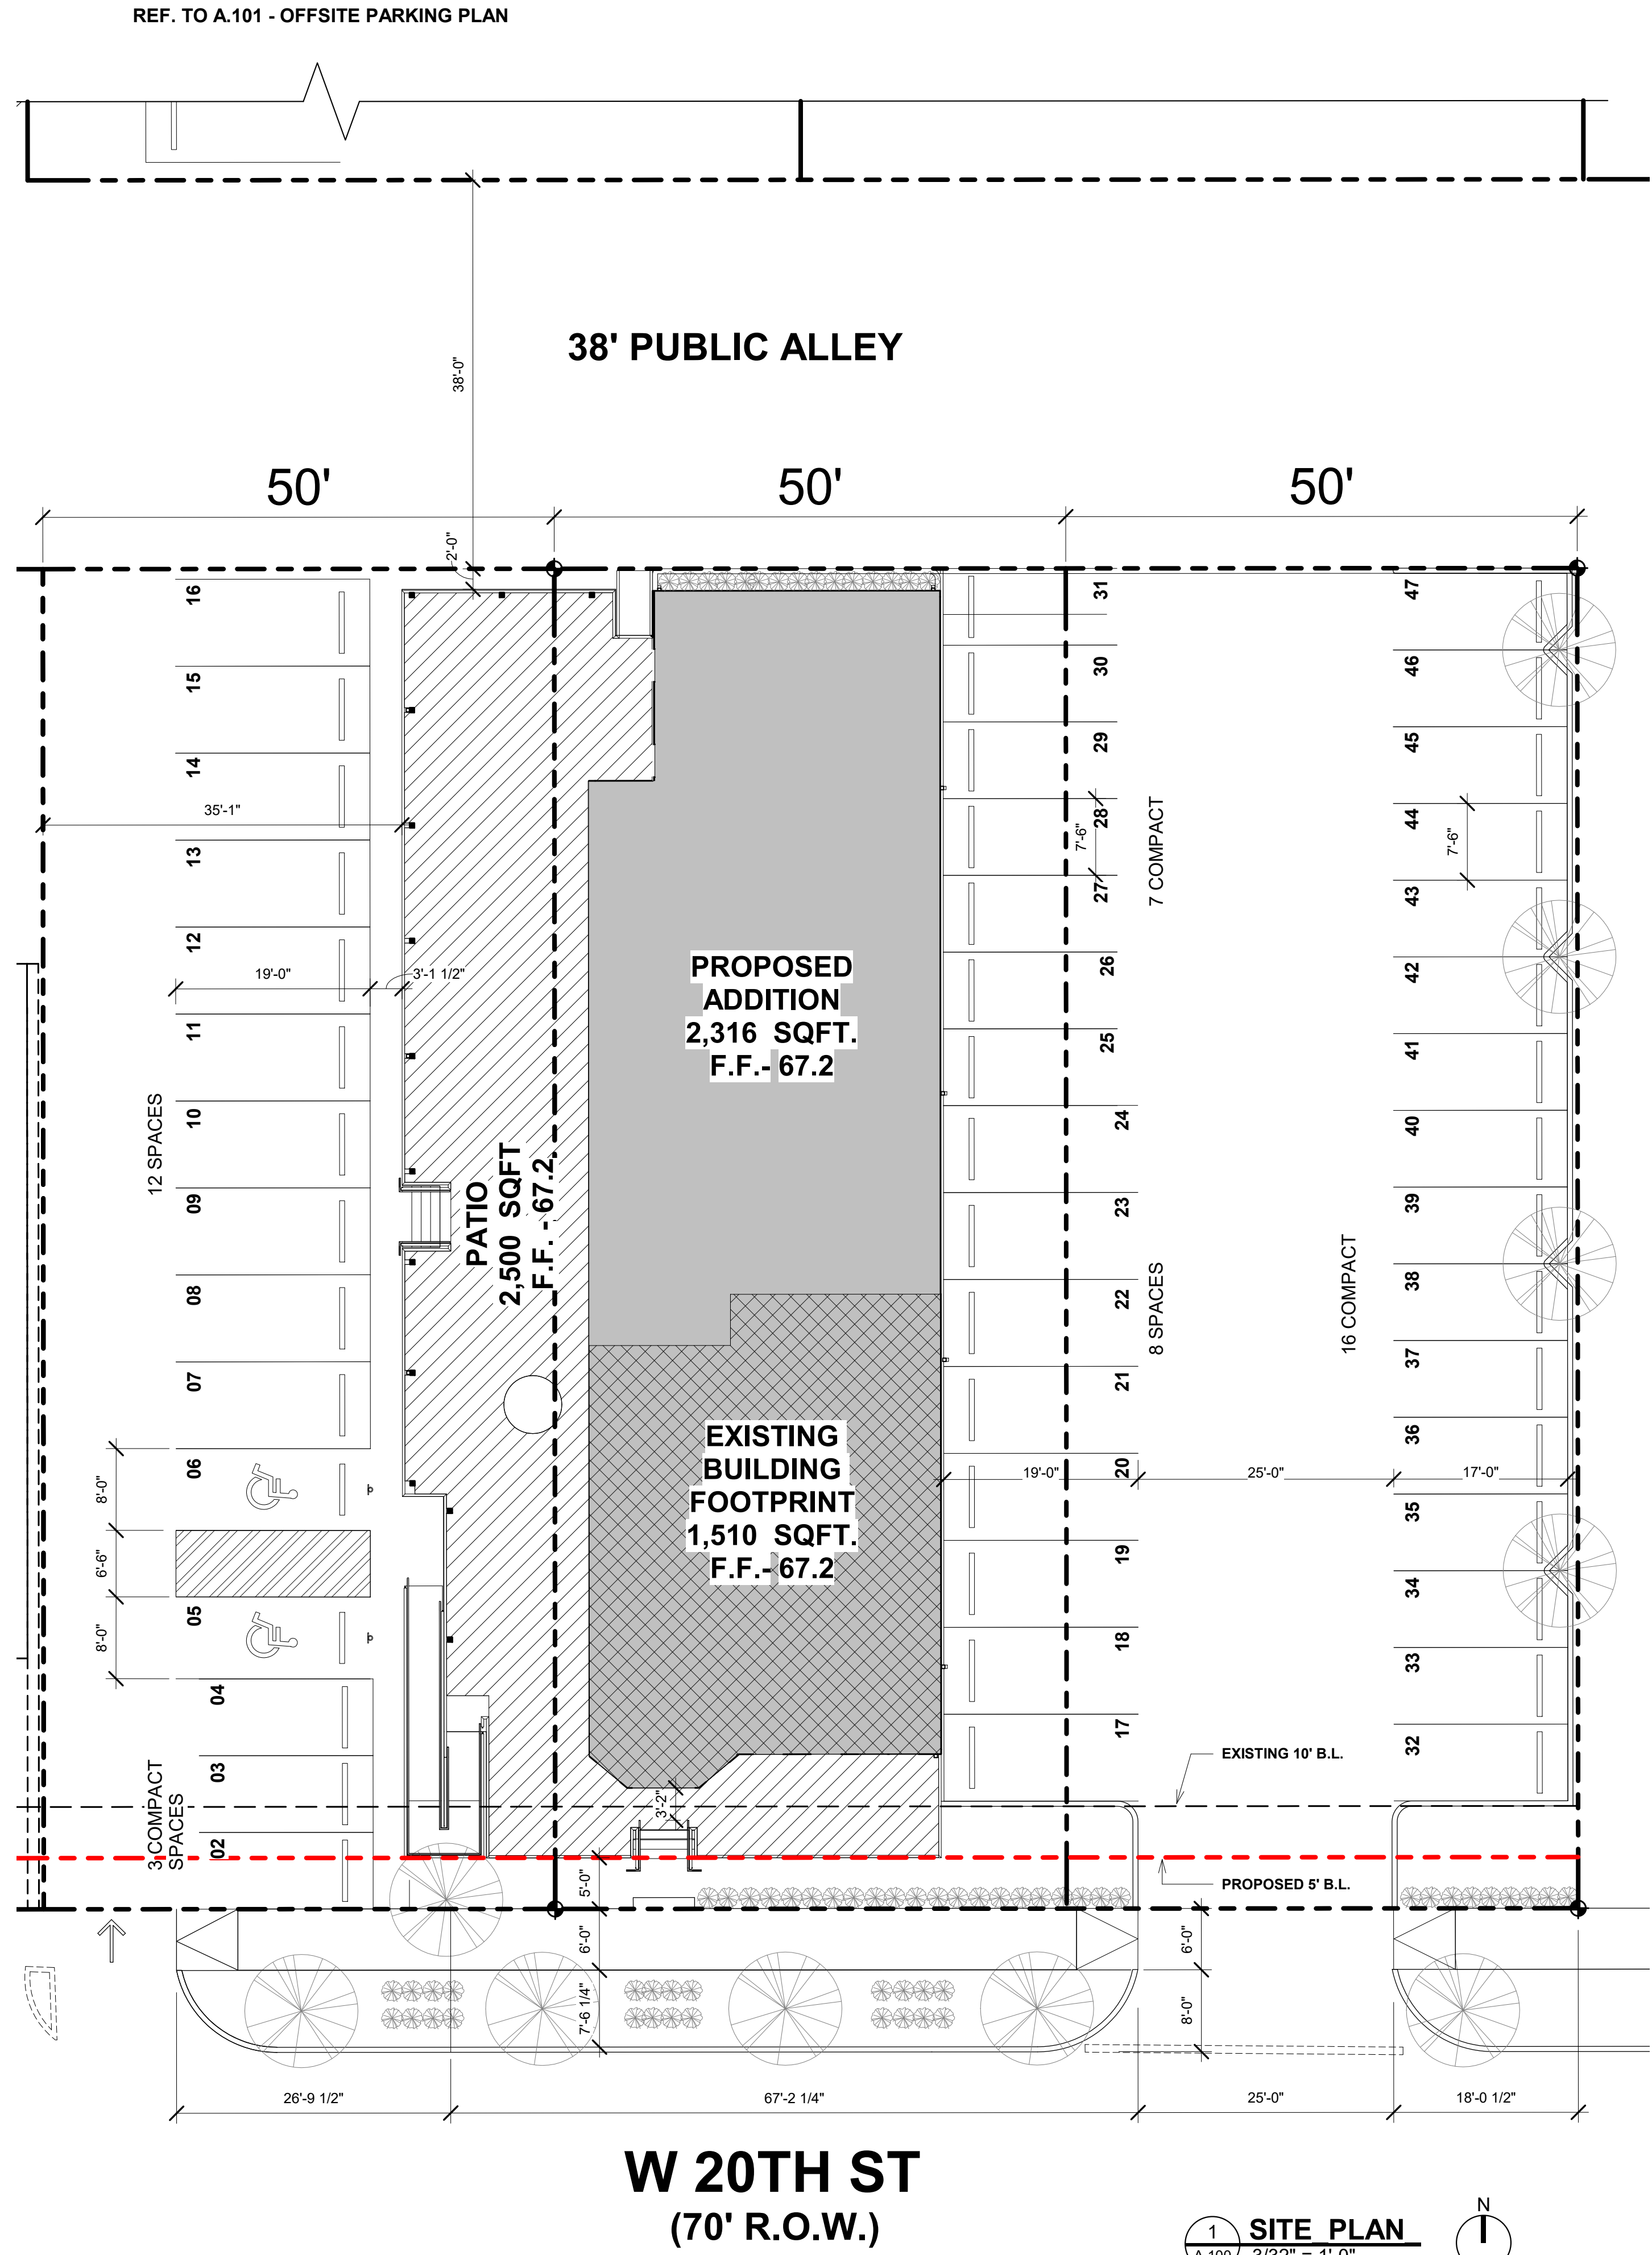 REF. TO A.101 - OFFSITE PARKING PLAN
38'-0"
38' PUBLIC ALLEY
50'
50'
50'
2'-0"
16
15
14
35'-1"
13
12
19'-0"
3'-1 1/2"
11
10
12 SPACES
09
08
07
8'-0"
06
6'-6"
8'-0"
05
04
03
3 COMPACT
SPACES
02
PATIO
2,500 SQFT
F.F. - 67.2
PROPOSED
ADDITION
2,316 SQFT.
F.F.- 67.2
EXISTING
BUILDING
FOOTPRINT
1,510 SQFT.
F.F.- 67.2
31
30
29
28
7'-6"
27
7 COMPACT
26
25
24
23
22
8 SPACES
21
20
19'-0"
25'-0"
17'-0"
19
18
17
47
46
45
44
7'-6"
43
42
41
40
39
16 COMPACT
38
37
36
35
34
33
32
EXISTING 10' B.L.
3'-2"
PROPOSED 5' B.L.
5'-0"
6'-0"
7'-6 1/4"
6'-0"
8'-0"
26'-9 1/2"
67'-2 1/4"
25'-0"
18'-0 1/2"
W 20TH ST
(70' R.O.W.)
1
SITE PLAN
N
A.100
3/32" = 1'-0"